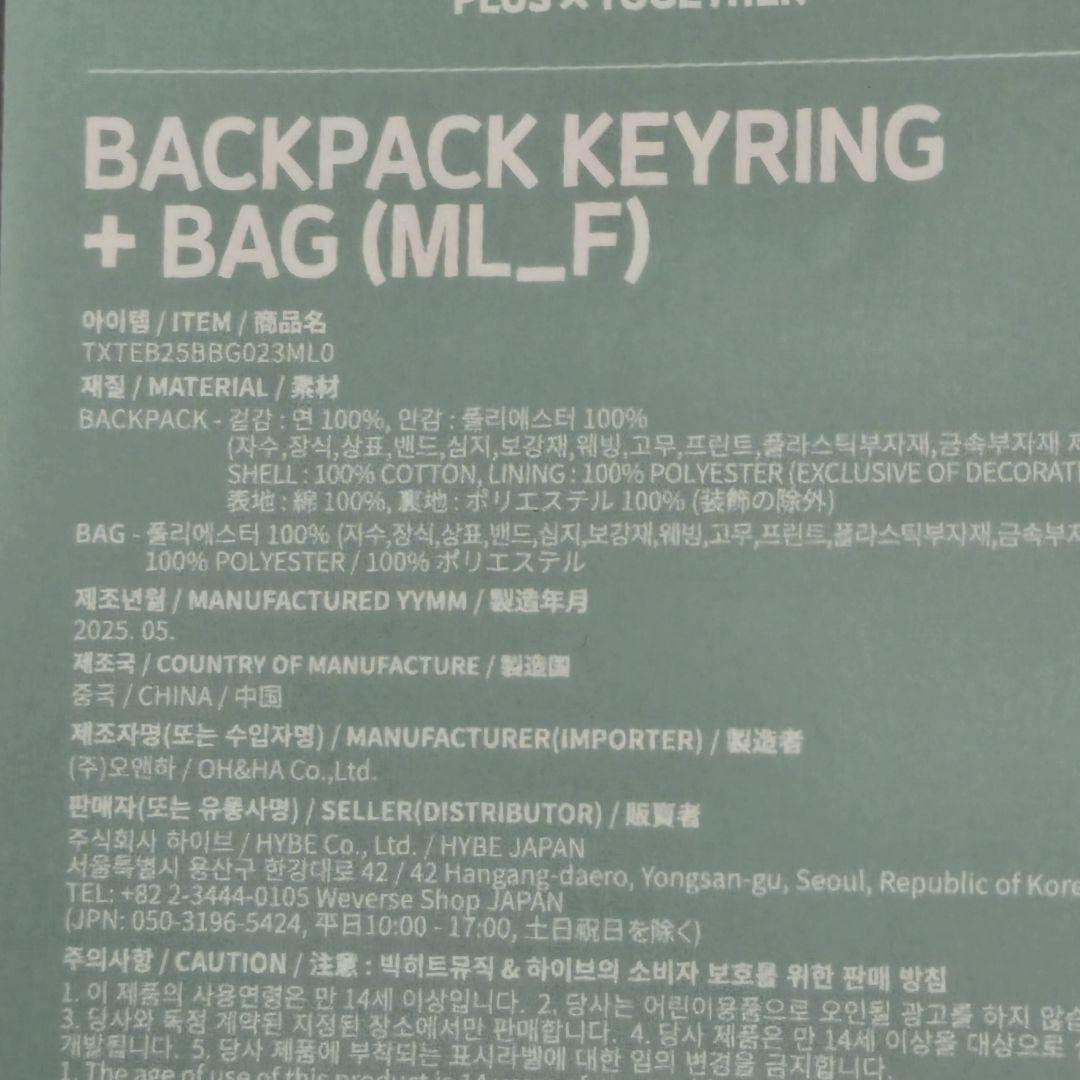 PLUS × TOGETHER
BACKPACK KEYRING
+ BAG (ML_F)
아이템 / ITEM / 商品名
TXTEB25BBG023ML0
재질 / MATERIAL / 素材
BACKPACK - 겉감 : 면 100%, 안감 : 폴리에스터 100%
(자수,장식,상표,밴드,심지,보강재,웨빙,고무,프린트,플라스틱부자재,금속부자재
SHELL : 100% COTTON, LINING : 100% POLYESTER (EXCLUSIVE OF DECORATI
表地 : 綿 100%, 裏地 : ポリエステル 100% (装飾の除外)
BAG - 폴리에스터 100% (자수,장식,상표,밴드,심지,보강재,웨빙,고무,프린트,플라스틱부자재,금속부자
100% POLYESTER / 100% ポリエステル
제조년월 / MANUFACTURED YYMM / 製造年月
2025. 05.
제조국 / COUNTRY OF MANUFACTURE / 製造国
중국 / CHINA / 中国
제조자명(또는 수입자명) / MANUFACTURER(IMPORTER) / 製造者
(주)오앤하 / OH&HA Co.,Ltd.
판매자(또는 유통사명) / SELLER(DISTRIBUTOR) / 販賣者
주식회사 하이브 / HYBE Co., Ltd. / HYBE JAPAN
서울특별시 용산구 한강대로 42 / 42 Hangang-daero, Yongsan-gu, Seoul, Republic of Kore
TEL: +82 2-3444-0105 Weverse Shop JAPAN
(JPN: 050-3196-5424, 平日10:00 - 17:00, 土日祝日を除く)
주의사항 / CAUTION / 注意 : 빅히트뮤직 & 하이브의 소비자 보호를 위한 판매 방침
1. 이 제품의 사용연령은 만 14세 이상입니다. 2. 당사는 어린이용품으로 오인될 광고를 하지 않습
3. 당사와 독점 계약된 지정된 장소에서만 판매합니다. 4. 당사 제품은 만 14세 이상을 대상으로
개발됩니다. 5. 당사 제품에 부착되는 표시라벨에 대한 임의 변경을 금지합니다.
1. The age of use of this product is 14